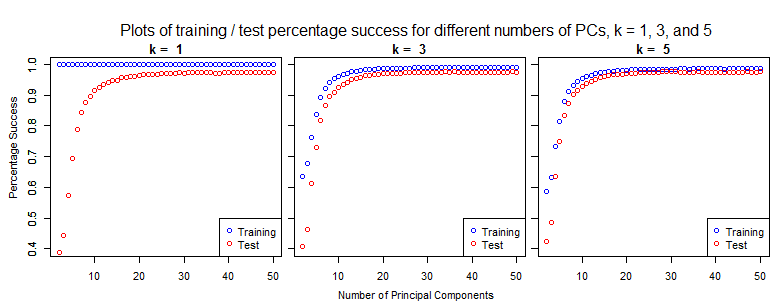 Plots of training / test percentage success for different numbers of PCs, k = 1, 3, and 5
k = 1
k = 3
k = 5
Percentage Success
1.0
0.9
0.8
0.7
0.6
0.5
0.4
Training
Test
Training
Test
Training
Test
10 20 30 40 50
10 20 30 40 50
10 20 30 40 50
Number of Principal Components